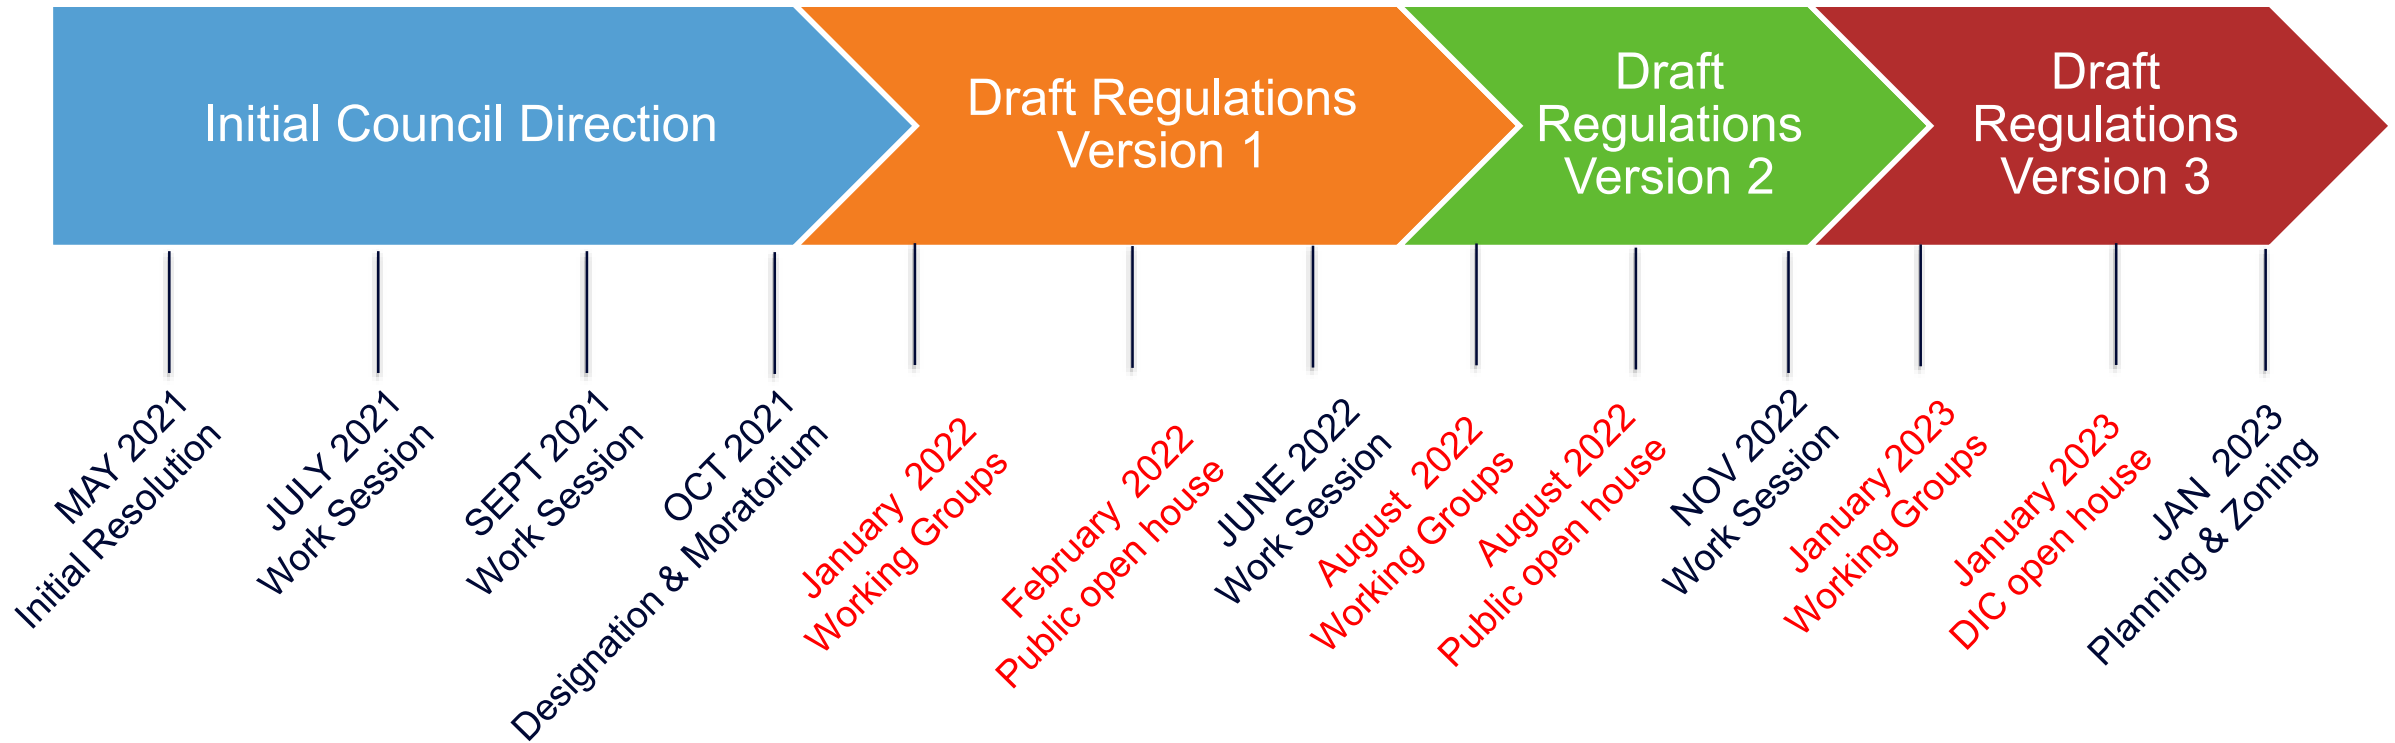 Initial Council Direction
Draft Regulations
Version 1
Draft
Regulations
Version 2
Draft
Regulations
Version 3
MAY 2021
Initial Resolution
JULY 2021
Work Session
SEPT 2021
Work Session
OCT 2021
Designation & Moratorium
January 2022
Working Groups
February 2022
Public open house
JUNE 2022
Work Session
August 2022
Working Groups
August 2022
Public open house
NOV 2022
Work Session
January 2023
Working Groups
January 2023
DIC open house
JAN 2023
Planning & Zoning